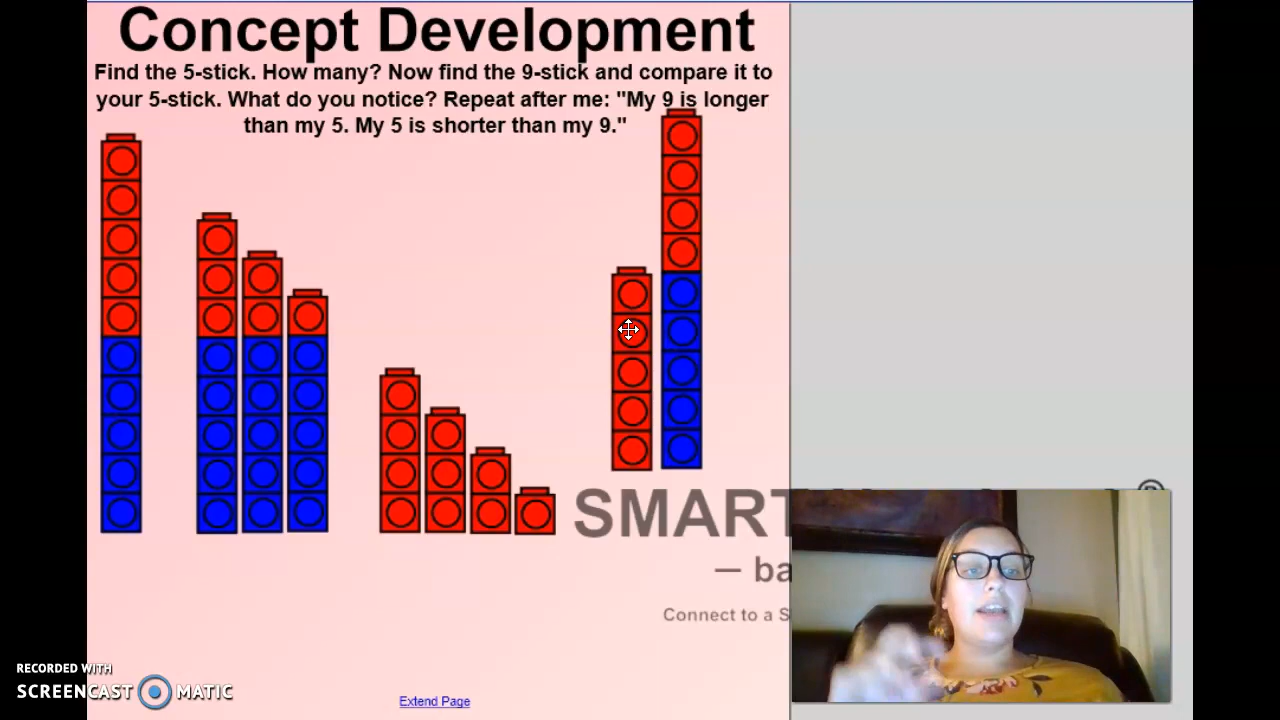 Concept Development
Find the 5-stick. How many? Now find the 9-stick and compare it to
your 5-stick. What do you notice? Repeat after me: "My 9 is longer
than my 5. My 5 is shorter than my 9."
SMART
— ba
Connect to a S
®
RECORDED WITH
SCREENCAST MATIC
Extend Page